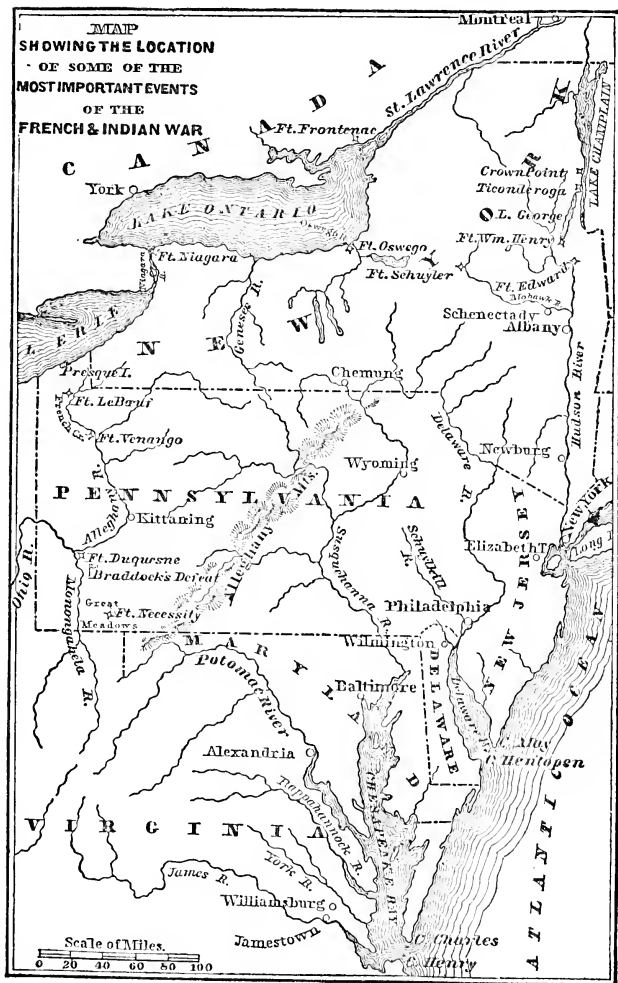 MAP
SHOWING THE LOCATION
OF SOME OF THE
MOST IMPORTANT EVENTS
OF THE
FRENCH & INDIAN WAR
Montreal
St. Lawrence River
CANADA
Ft. Frontenac
York
LAKE ONTARIO
Oswego R.
LAKE CHAMPLAIN
Crown Point
Ticonderoga
L. George
Ft. Wm. Henry
Ft. Niagara
Niagara R.
Ft. Oswego
Ft. Schuyler
Ft. Edward
Mohawk R.
Schenectady
Albany
NEW YORK
Genesee R.
L. ERIE
Presque I.
Chemung
Ft. LeBœuf
French Cr.
Ft. Venango
Hudson River
Delaware R.
Newburg
Wyoming
PENNSYLVANIA
Alleghany Mts.
Allegha. R.
Kittaning
Susquehanna R.
Schuylkill R.
New York
Long I.
Elizabeth T.
NEW JERSEY
Ohio R.
Ft. Duquesne
Braddock's Defeat
Great Meadows
Ft. Necessity
Monongahela R.
Philadelphia
Wilmington
MARYLAND
DELAWARE
Delaware B.
Potomac River
Baltimore
C. May
C. Henlopen
Alexandria
CHESAPEAKE BAY
Rappahannock R.
VIRGINIA
York R.
James R.
Williamsburg
Jamestown
C. Charles
C. Henry
ATLANTIC OCEAN
Scale of Miles.
0 20 40 60 80 100